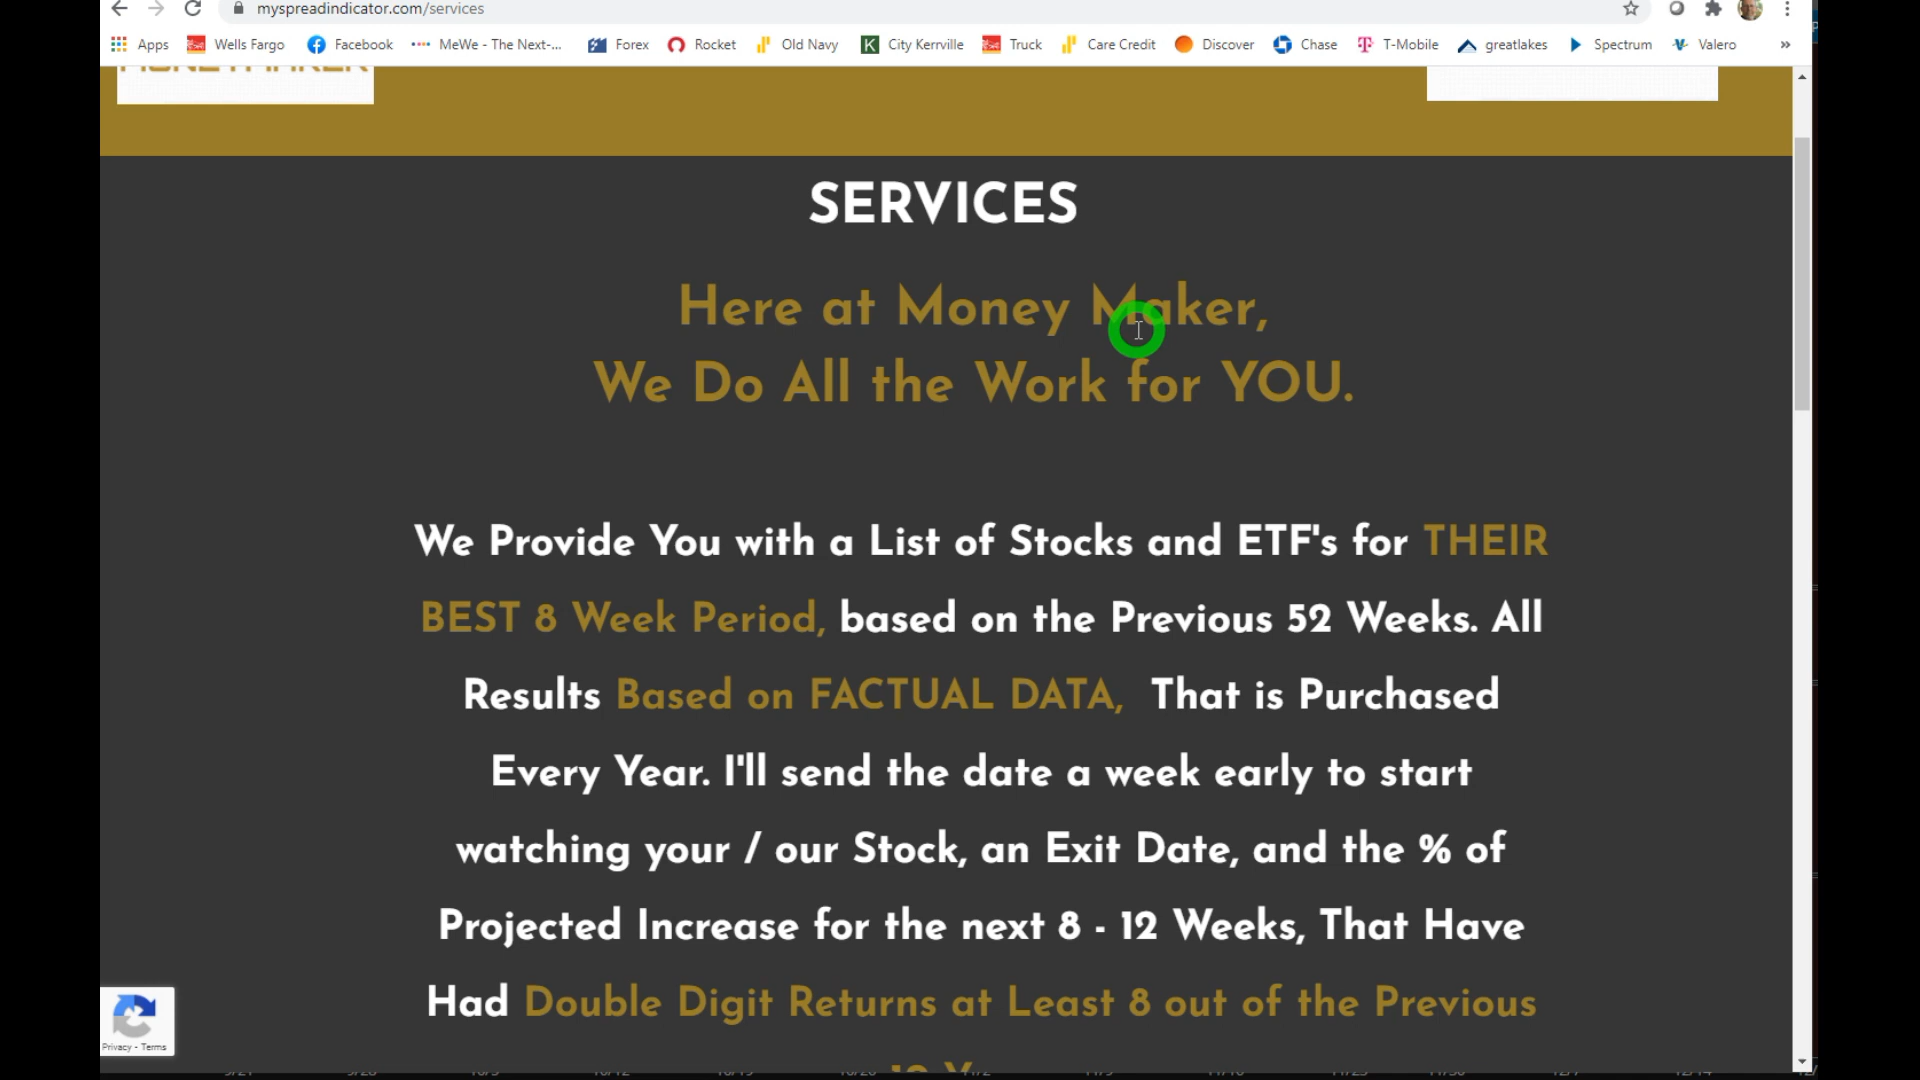 myspreadindicator.com/services
Apps Wells Fargo Facebook MeWe - The Next-... Forex Rocket Old Navy City Kerrville Truck Care Credit Discover Chase T-Mobile greatlakes Spectrum Valero »
MONEYMAKER
SERVICES
Here at Money Maker,
We Do All the Work for YOU.
We Provide You with a List of Stocks and ETF's for THEIR
BEST 8 Week Period, based on the Previous 52 Weeks. All
Results Based on FACTUAL DATA, That is Purchased
Every Year. I'll send the date a week early to start
watching your / our Stock, an Exit Date, and the % of
Projected Increase for the next 8 - 12 Weeks, That Have
Had Double Digit Returns at Least 8 out of the Previous
Privacy - Terms